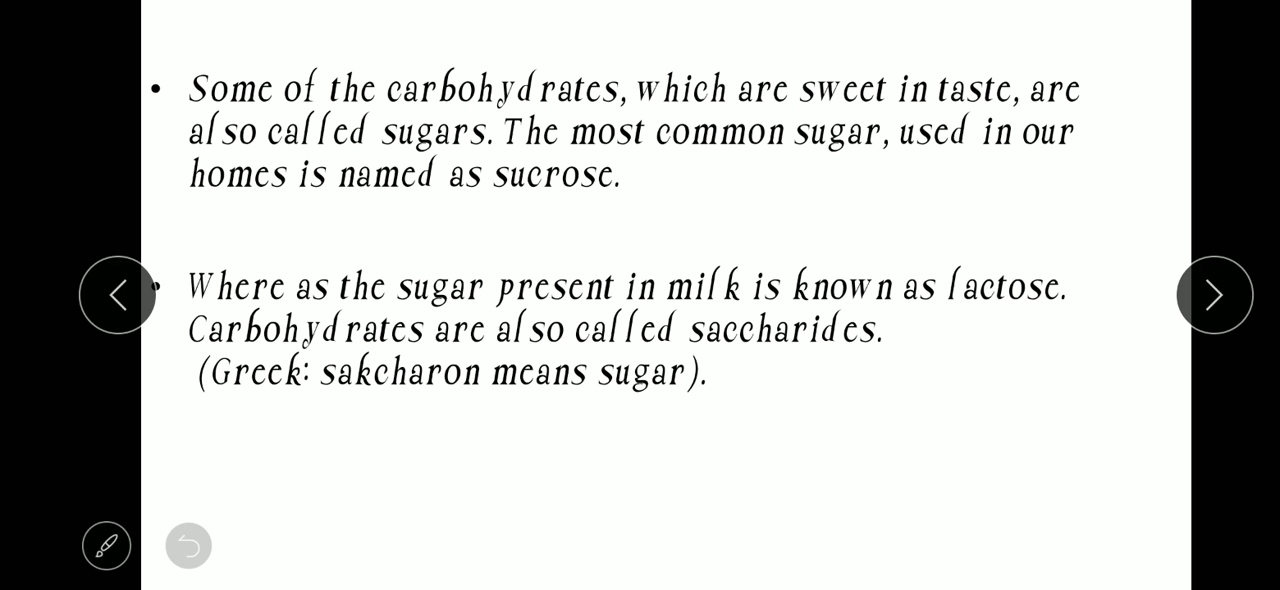 • Some of the carbohydrates, which are sweet in taste, are
also called sugars. The most common sugar, used in our
homes is named as sucrose.
• Where as the sugar present in milk is known as lactose.
Carbohydrates are also called saccharides.
(Greek: sakcharon means sugar).